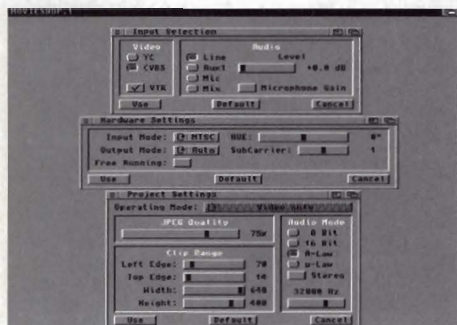 Input Selection
Video
YC
CVBS
VTR
Audio
Line
Aux1
Mic
Mix
Level
+0.0 dB
Microphone Gain
Use Default Cancel
Hardware Settings
Input Mode: NTSC HUE: 0°
Output Mode: Auto SubCarrier: 1
Free Running:
Use Default Cancel
Project Settings
Operating Mode: Video Only
JPEG Quality
75%
Clip Range
Left Edge: 70
Top Edge: 14
Width: 640
Height: 480
Audio Mode
8 Bit
16 Bit
A-Law
u-Law
Stereo
32000 Hz
Use Default Cancel